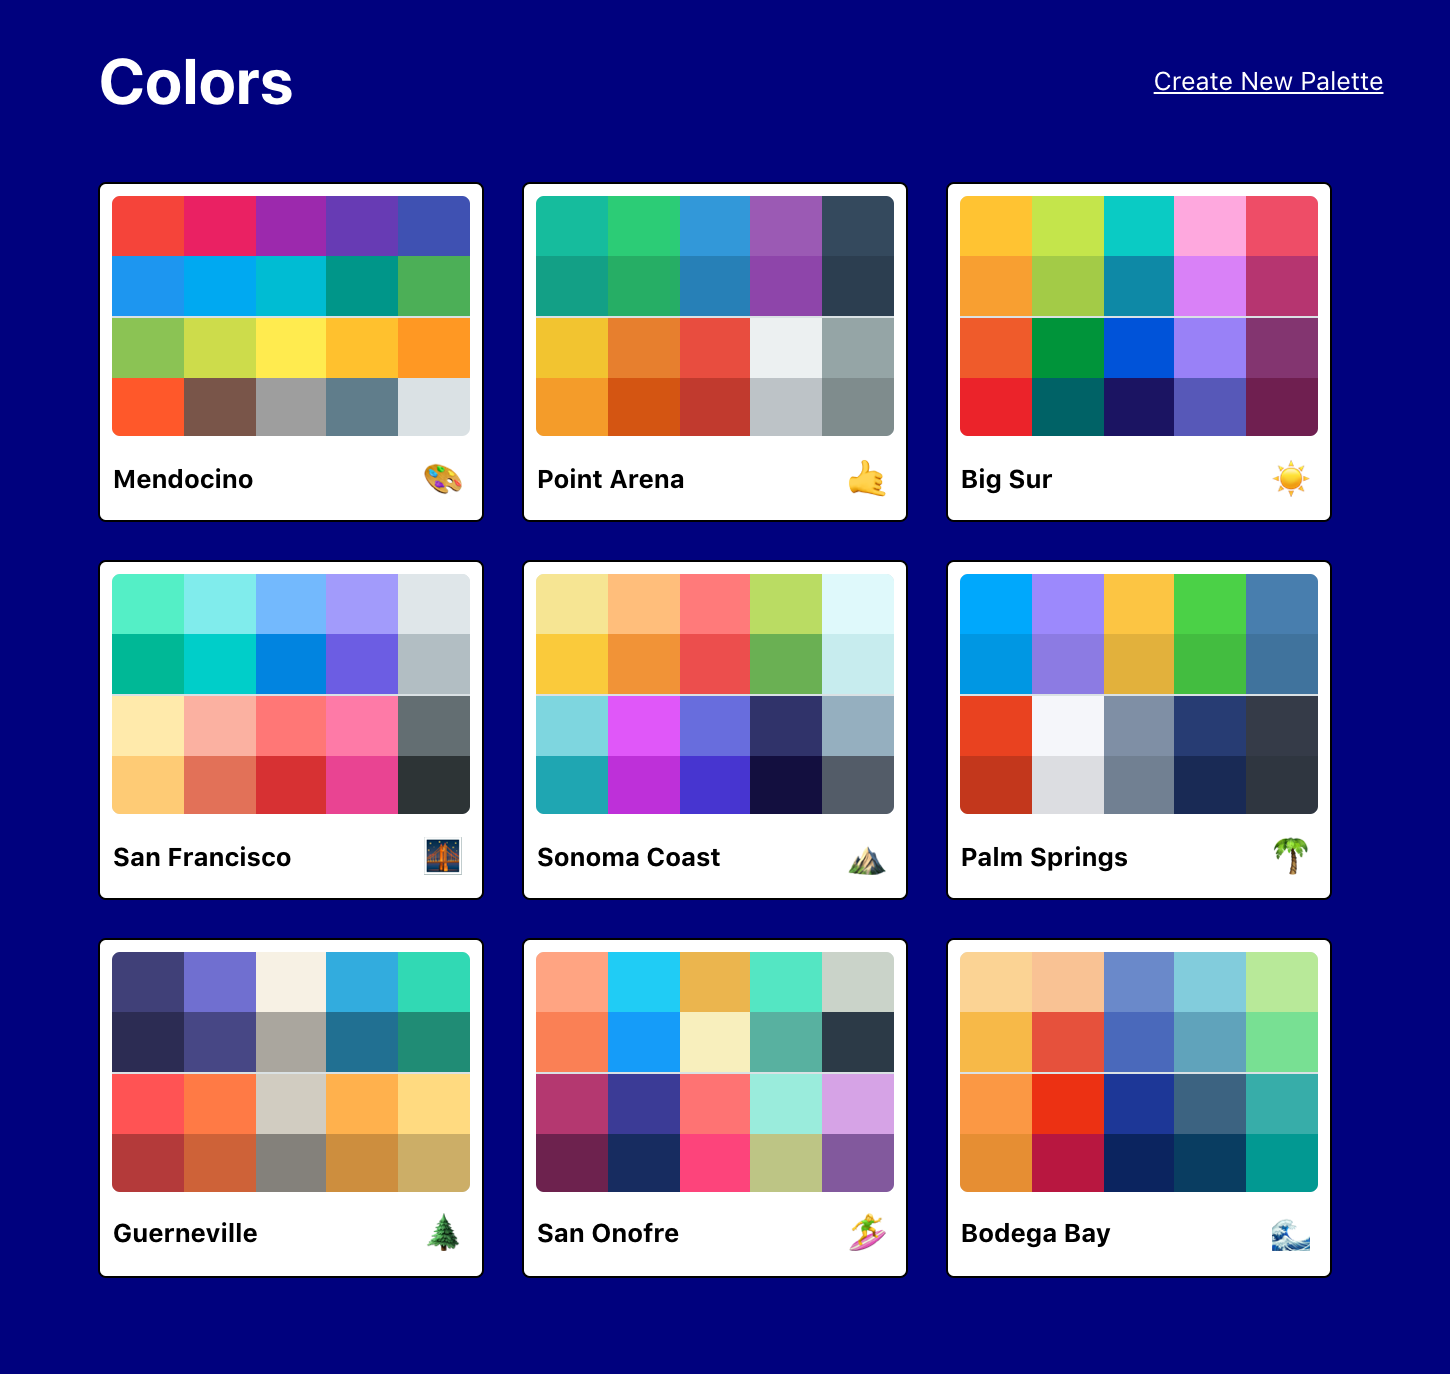 Colors
Create New Palette
Mendocino
Point Arena
Big Sur
San Francisco
Sonoma Coast
Palm Springs
Guerneville
San Onofre
Bodega Bay